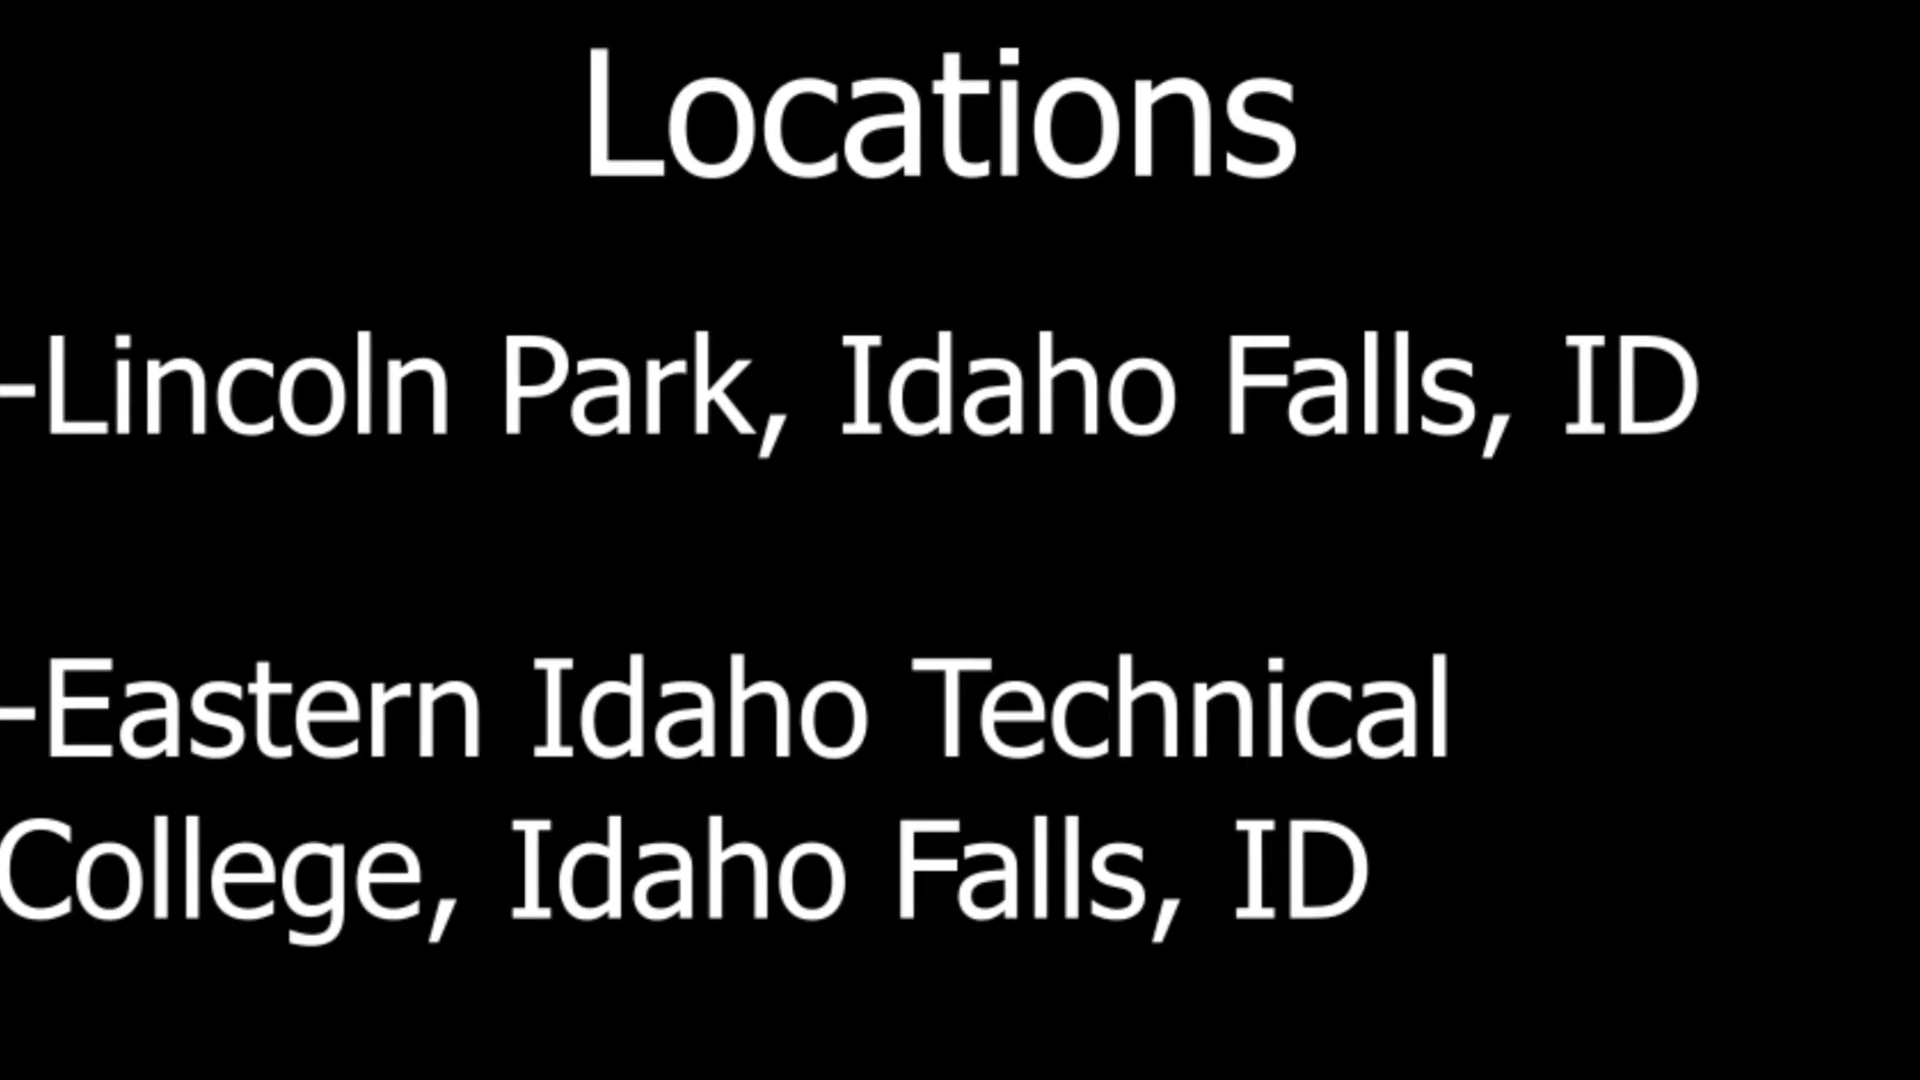 Locations
-Lincoln Park, Idaho Falls, ID
-Eastern Idaho Technical
College, Idaho Falls, ID